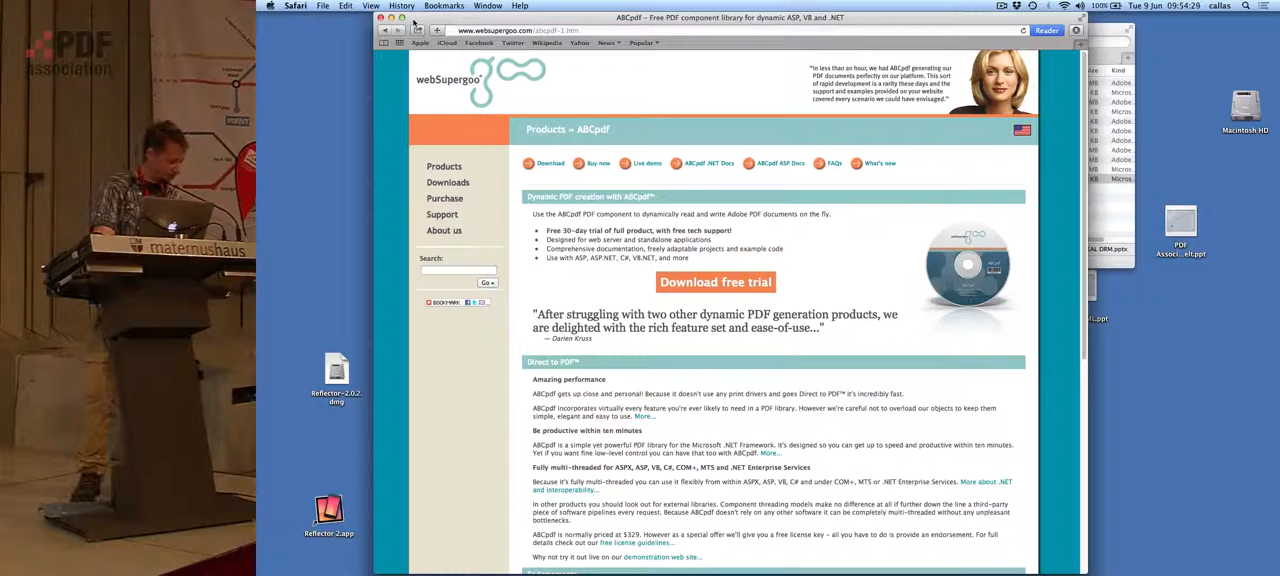 PDF
association
maternushaus
Safari File Edit View History Bookmarks Window Help
100% Tue 9 Jun 09:54:29 callas
ABCpdf - Free PDF component library for dynamic ASP, VB and .NET
www.websupergoo.com/abcpdf-1.htm
Reader
Apple iCloud Facebook Twitter Wikipedia Yahoo News Popular
webSupergoo
"In less than an hour, we had ABCpdf generating our
PDF documents perfectly on our platform. This sort
of rapid development is a rarity these days and the
support and examples provided on your website
covered every scenario we could have envisaged."
Products » ABCpdf
Download Buy now Live demo ABCpdf .NET Docs ABCpdf ASP Docs FAQs What's new
Products
Downloads
Purchase
Support
About us
Search:
Go »
BOOKMARK
Dynamic PDF creation with ABCpdf™
Use the ABCpdf PDF component to dynamically read and write Adobe PDF documents on the fly.
• Free 30-day trial of full product, with free tech support!
• Designed for web server and standalone applications
• Comprehensive documentation, freely adaptable projects and example code
• Use with ASP, ASP.NET, C#, VB.NET, and more
Download free trial
"After struggling with two other dynamic PDF generation products, we
are delighted with the rich feature set and ease-of-use..."
— Darien Kruss
Direct to PDF™
Amazing performance
ABCpdf gets up close and personal! Because it doesn't use any print drivers and goes Direct to PDF™ it's incredibly fast.
ABCpdf incorporates virtually every feature you're ever likely to need in a PDF library. However we're careful not to overload our objects to keep them
simple, elegant and easy to use. More...
Be productive within ten minutes
ABCpdf is a simple yet powerful PDF library for the Microsoft .NET Framework. It's designed so you can get up to speed and productive within ten minutes.
Yet if you want fine low-level control you can have that too with ABCpdf. More...
Fully multi-threaded for ASPX, ASP, VB, C#, COM+, MTS and .NET Enterprise Services
Because it's fully multi-threaded you can use it flexibly from within ASPX, ASP, VB, C# and under COM+, MTS or .NET Enterprise Services. More about .NET
and interoperability...
In other products you should look out for external libraries. Component threading models make no difference at all if further down the line a third-party
piece of software pipelines every request. Because ABCpdf doesn't rely on any other software it can be completely multi-threaded without any unpleasant
bottlenecks.
ABCpdf is normally priced at $329. However as a special offer we'll give you a free license key - all you have to do is provide an endorsement. For full
details check out our free license guidelines...
Why not try it out live on our demonstration web site...
Kind
Adobe
Micros
Adobe
Micros
EAL DRM.pptx
Macintosh HD
PDF
Associ...elt.ppt
Reflector-2.0.2.
dmg
Reflector 2.app